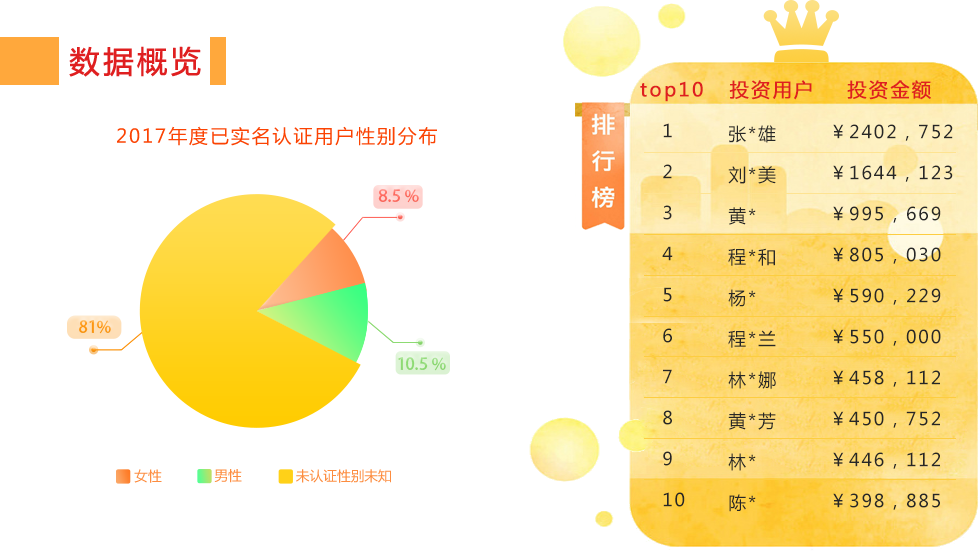 数据概览
2017年度已实名认证用户性别分布
8.5 %
81%
10.5 %
女性 男性 未认证性别未知
排行榜
top10 投资用户 投资金额
1 张*雄 ¥2402,752
2 刘*美 ¥1644,123
3 黄* ¥995,669
4 程*和 ¥805,030
5 杨* ¥590,229
6 程*兰 ¥550,000
7 林*娜 ¥458,112
8 黄*芳 ¥450,752
9 林* ¥446,112
10 陈* ¥398,885